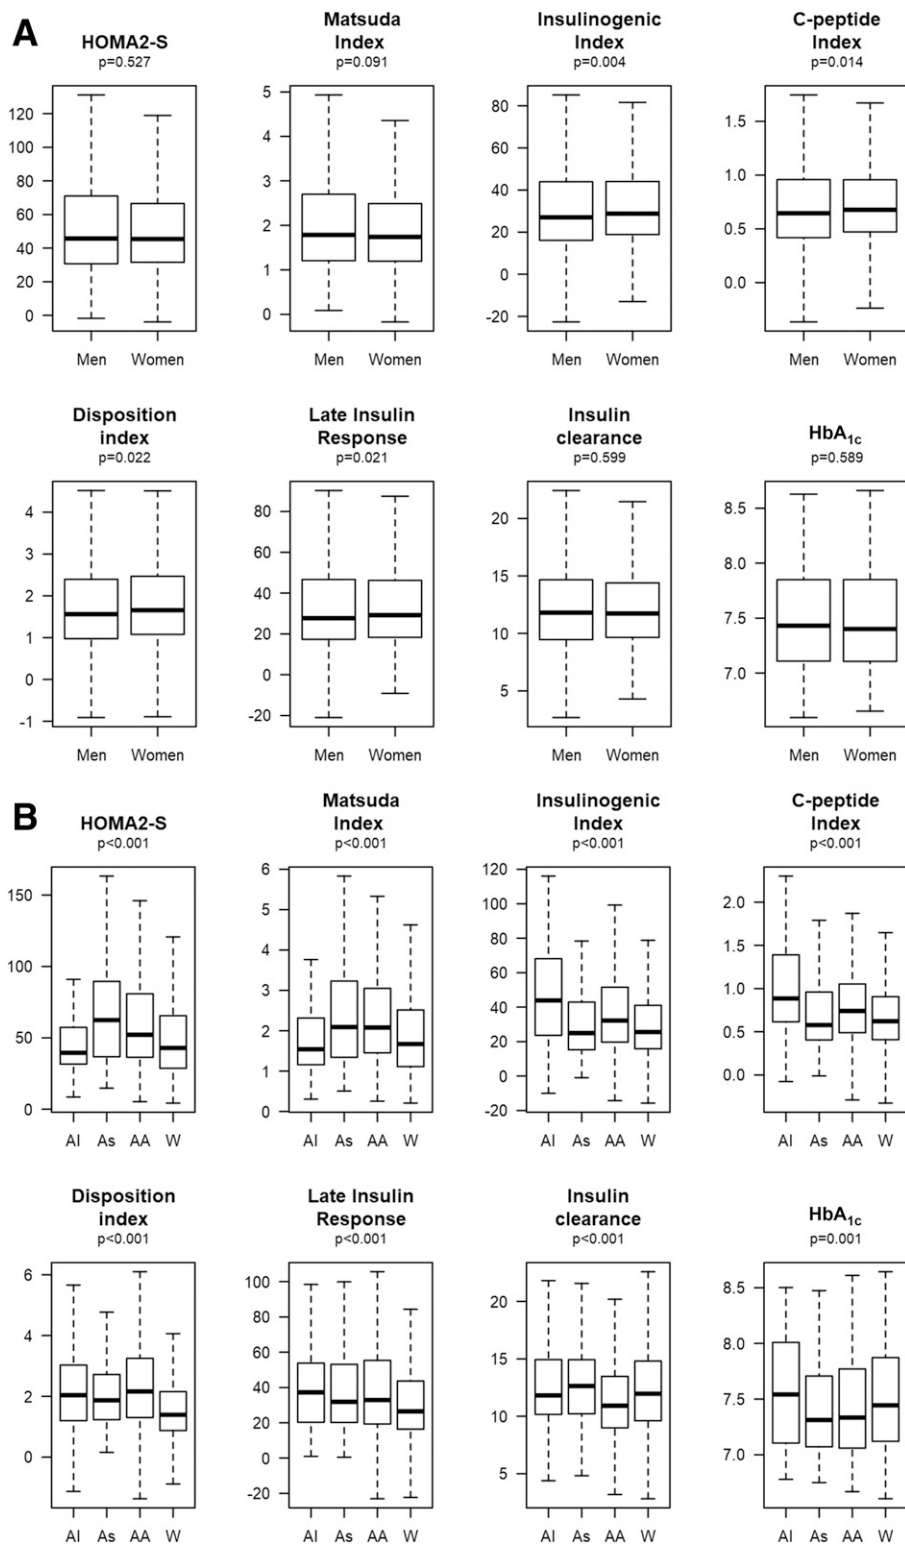 A
HOMA2-S
p=0.527
120
100
80
60
40
20
0
Men Women
Matsuda
Index
p=0.091
5
4
3
2
1
0
Men Women
Insulinogenic
Index
p=0.004
80
60
40
20
0
-20
Men Women
C-peptide
Index
p=0.014
1.5
1.0
0.5
0.0
Men Women
Disposition
index
p=0.022
4
3
2
1
0
-1
Men Women
Late Insulin
Response
p=0.021
80
60
40
20
0
-20
Men Women
Insulin
clearance
p=0.599
20
15
10
5
Men Women
HbA1c
p=0.589
8.5
8.0
7.5
7.0
Men Women
B
HOMA2-S
p<0.001
150
100
50
0
AI As AA W
Matsuda
Index
p<0.001
6
5
4
3
2
1
0
AI As AA W
Insulinogenic
Index
p<0.001
120
100
80
60
40
20
0
-20
AI As AA W
C-peptide
Index
p<0.001
2.0
1.5
1.0
0.5
0.0
AI As AA W
Disposition
index
p<0.001
6
4
2
0
AI As AA W
Late Insulin
Response
p<0.001
100
80
60
40
20
0
-20
AI As AA W
Insulin
clearance
p<0.001
20
15
10
5
AI As AA W
HbA1c
p=0.001
8.5
8.0
7.5
7.0
AI As AA W